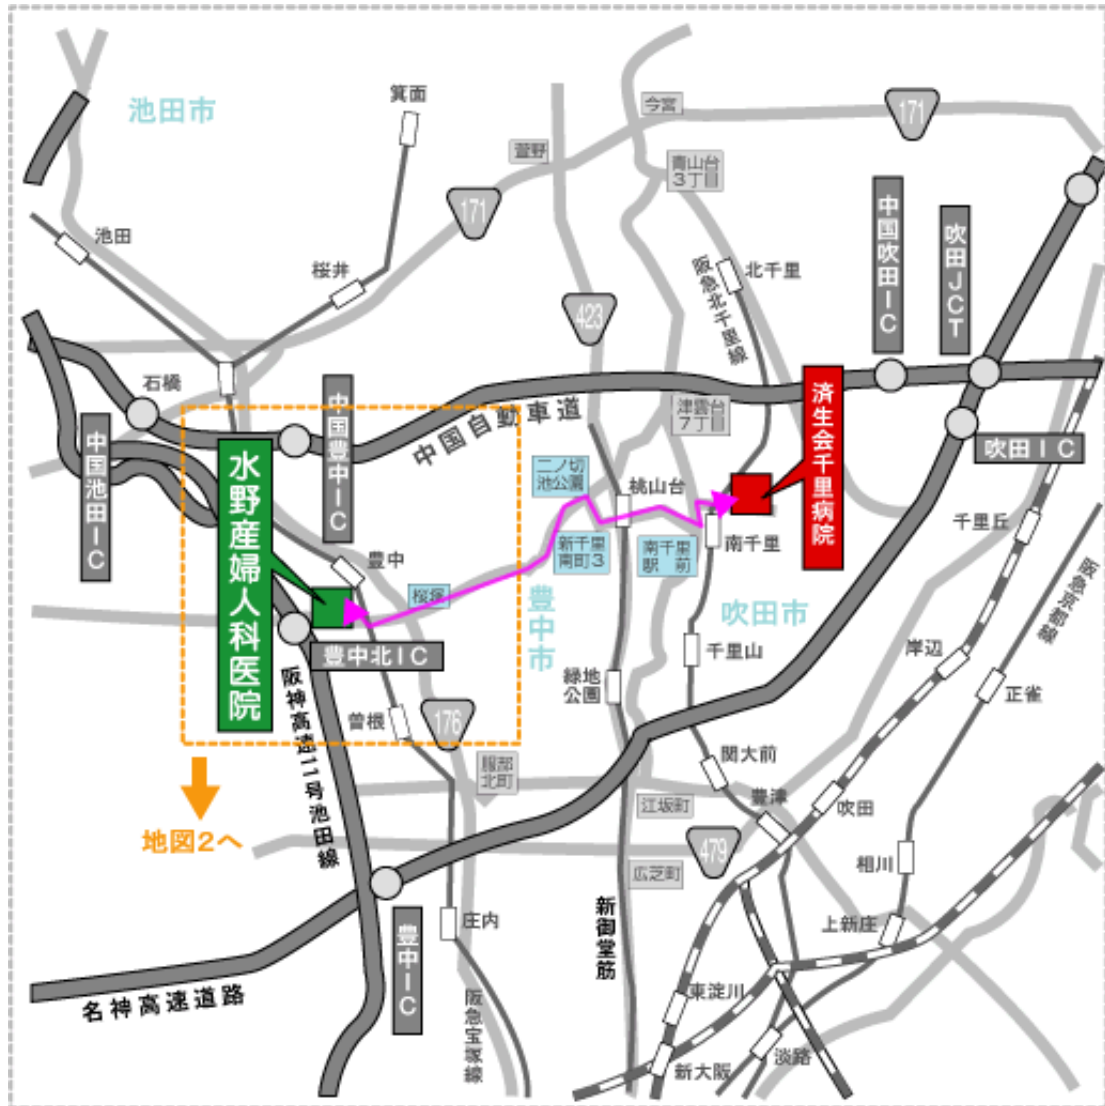 箕面
池田市
今宮
171
萱野
青山台
3丁目
171
池田
桜井
阪急北千里線
北千里
中国吹田IC
吹田JCT
423
石橋
中国豊中IC
中国自動車道
津雲台
7丁目
済生会千里病院
中国池田IC
水野産婦人科医院
二ノ切
池公園
桃山台
吹田IC
千里丘
新千里
南町3
南千里
駅前
南千里
豊中
桜塚
豊中市
吹田市
阪急京都線
豊中北IC
千里山
岸辺
緑地
公園
正雀
阪神高速11号池田線
曽根
176
服部
北町
関大前
江坂町
豊津
吹田
地図2へ
479
広芝町
相川
豊中IC
庄内
新御堂筋
上新庄
名神高速道路
阪急宝塚線
東淀川
新大阪
淡路